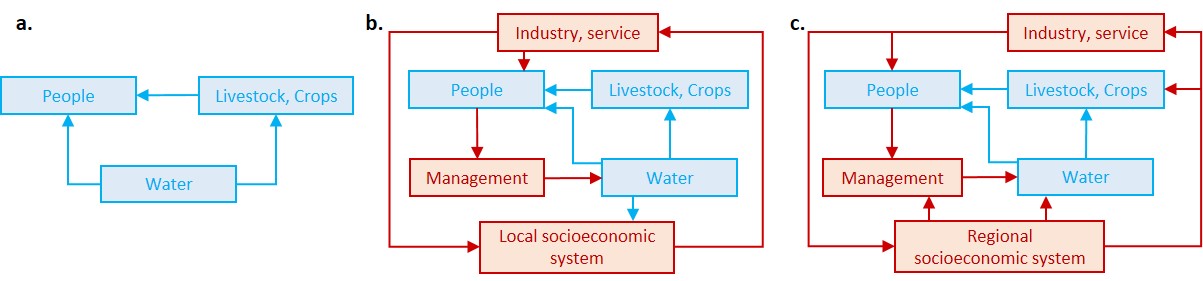 a.
People
Livestock, Crops
Water
b.
Industry, service
People
Livestock, Crops
Management
Water
Local socioeconomic
system
c.
Industry, service
People
Livestock, Crops
Management
Water
Regional
socioeconomic system